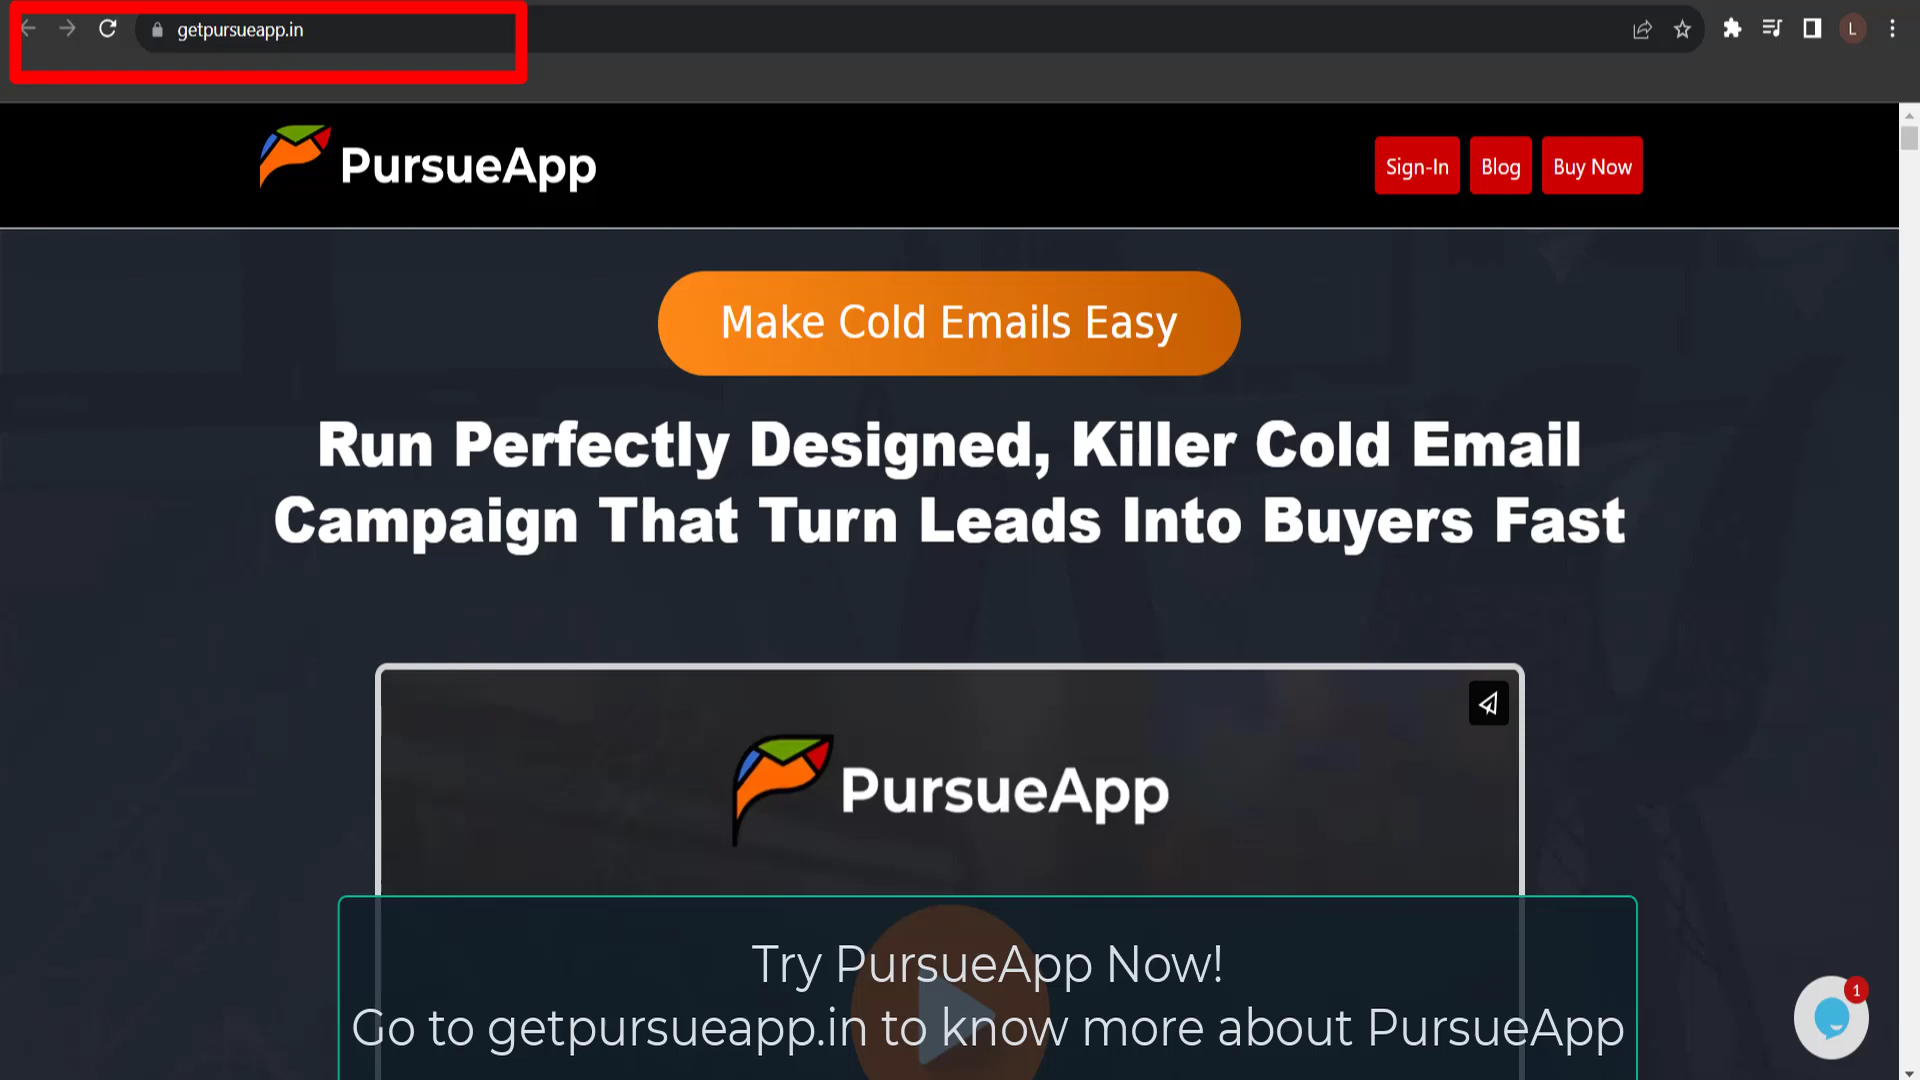 getpursueapp.in
L
PursueApp
Sign-In
Blog
Buy Now
Make Cold Emails Easy
Run Perfectly Designed, Killer Cold Email
Campaign That Turn Leads Into Buyers Fast
PursueApp
Try PursueApp Now!
Go to getpursueapp.in to know more about PursueApp
1